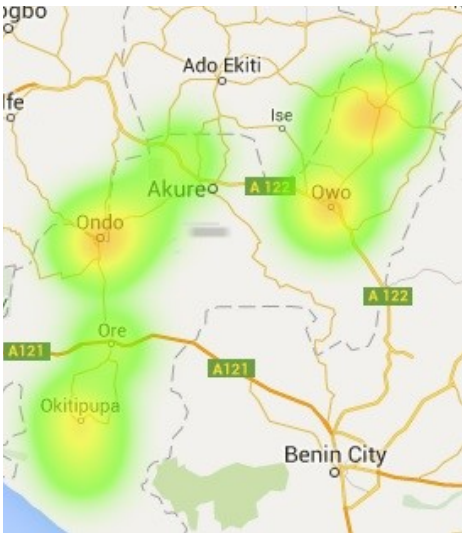 ogbo
Ado Ekiti
Ife
Ise
Akure
A 122
Owo
Ondo
A 122
Ore
A121
A121
Okitipupa
Benin City